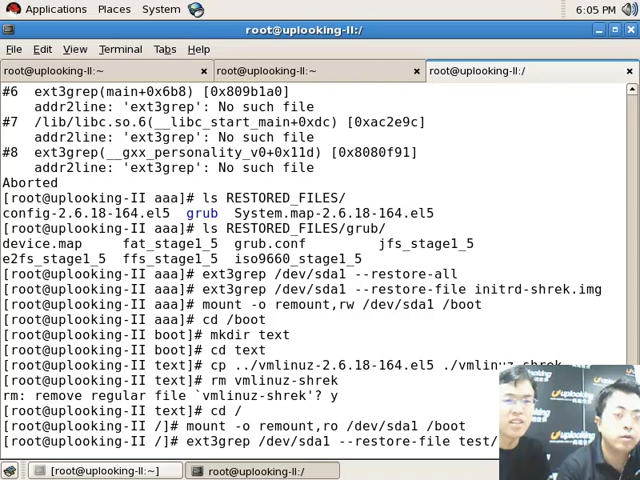 Applications Places System 6:05 PM
root@uplooking-II:/
File Edit View Terminal Tabs Help
root@uplooking-II:~ root@uplooking-II:~ root@uplooking-II:/
#6 ext3grep(main+0x6b8) [0x809b1a0]
addr2line: 'ext3grep': No such file
#7 /lib/libc.so.6(__libc_start_main+0xdc) [0xac2e9c]
addr2line: 'ext3grep': No such file
#8 ext3grep(__gxx_personality_v0+0x11d) [0x8080f91]
addr2line: 'ext3grep': No such file
Aborted
[root@uplooking-II aaa]# ls RESTORED_FILES/
config-2.6.18-164.el5 grub System.map-2.6.18-164.el5
[root@uplooking-II aaa]# ls RESTORED_FILES/grub/
device.map fat_stage1_5 grub.conf jfs_stage1_5
e2fs_stage1_5 ffs_stage1_5 iso9660_stage1_5
[root@uplooking-II aaa]# ext3grep /dev/sda1 --restore-all
[root@uplooking-II aaa]# ext3grep /dev/sda1 --restore-file initrd-shrek.img
[root@uplooking-II aaa]# mount -o remount,rw /dev/sda1 /boot
[root@uplooking-II aaa]# cd /boot
[root@uplooking-II boot]# mkdir text
[root@uplooking-II boot]# cd text
[root@uplooking-II text]# cp ../vmlinuz-2.6.18-164.el5 ./vmlinuz-shrek
[root@uplooking-II text]# rm vmlinuz-shrek
rm: remove regular file `vmlinuz-shrek'? y
[root@uplooking-II text]# cd /
[root@uplooking-II /]# mount -o remount,ro /dev/sda1 /boot
[root@uplooking-II /]# ext3grep /dev/sda1 --restore-file test/
[root@uplooking-II:~] root@uplooking-II:/
uplooking